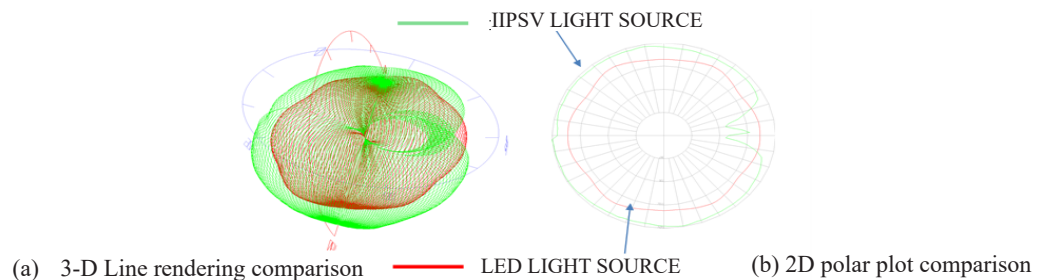 :IIPSV LIGHT SOURCE
(a) 3-D Line rendering comparison
LED LIGHT SOURCE
(b) 2D polar plot comparison